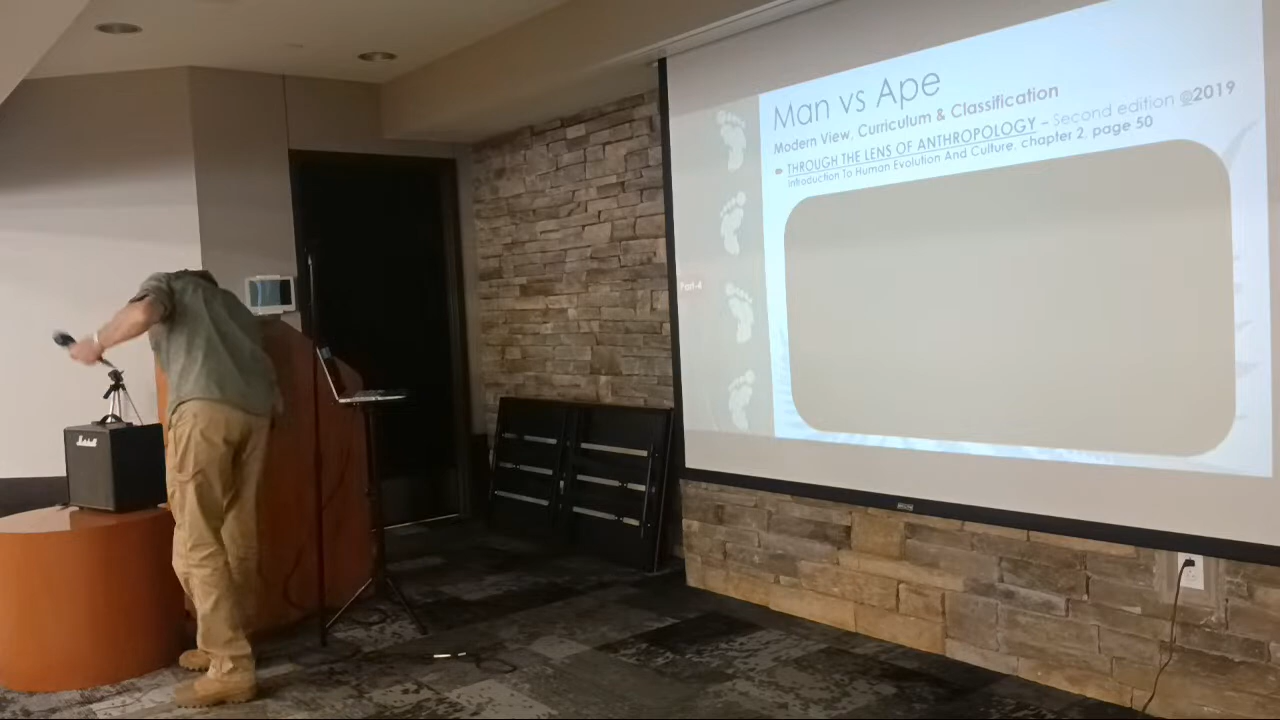 Man vs Ape
Modern View, Curriculum & Classification
THROUGH THE LENS OF ANTHROPOLOGY – Second edition @2019
Introduction To Human Evolution And Culture, chapter 2, page 50
Part-4
Marshall